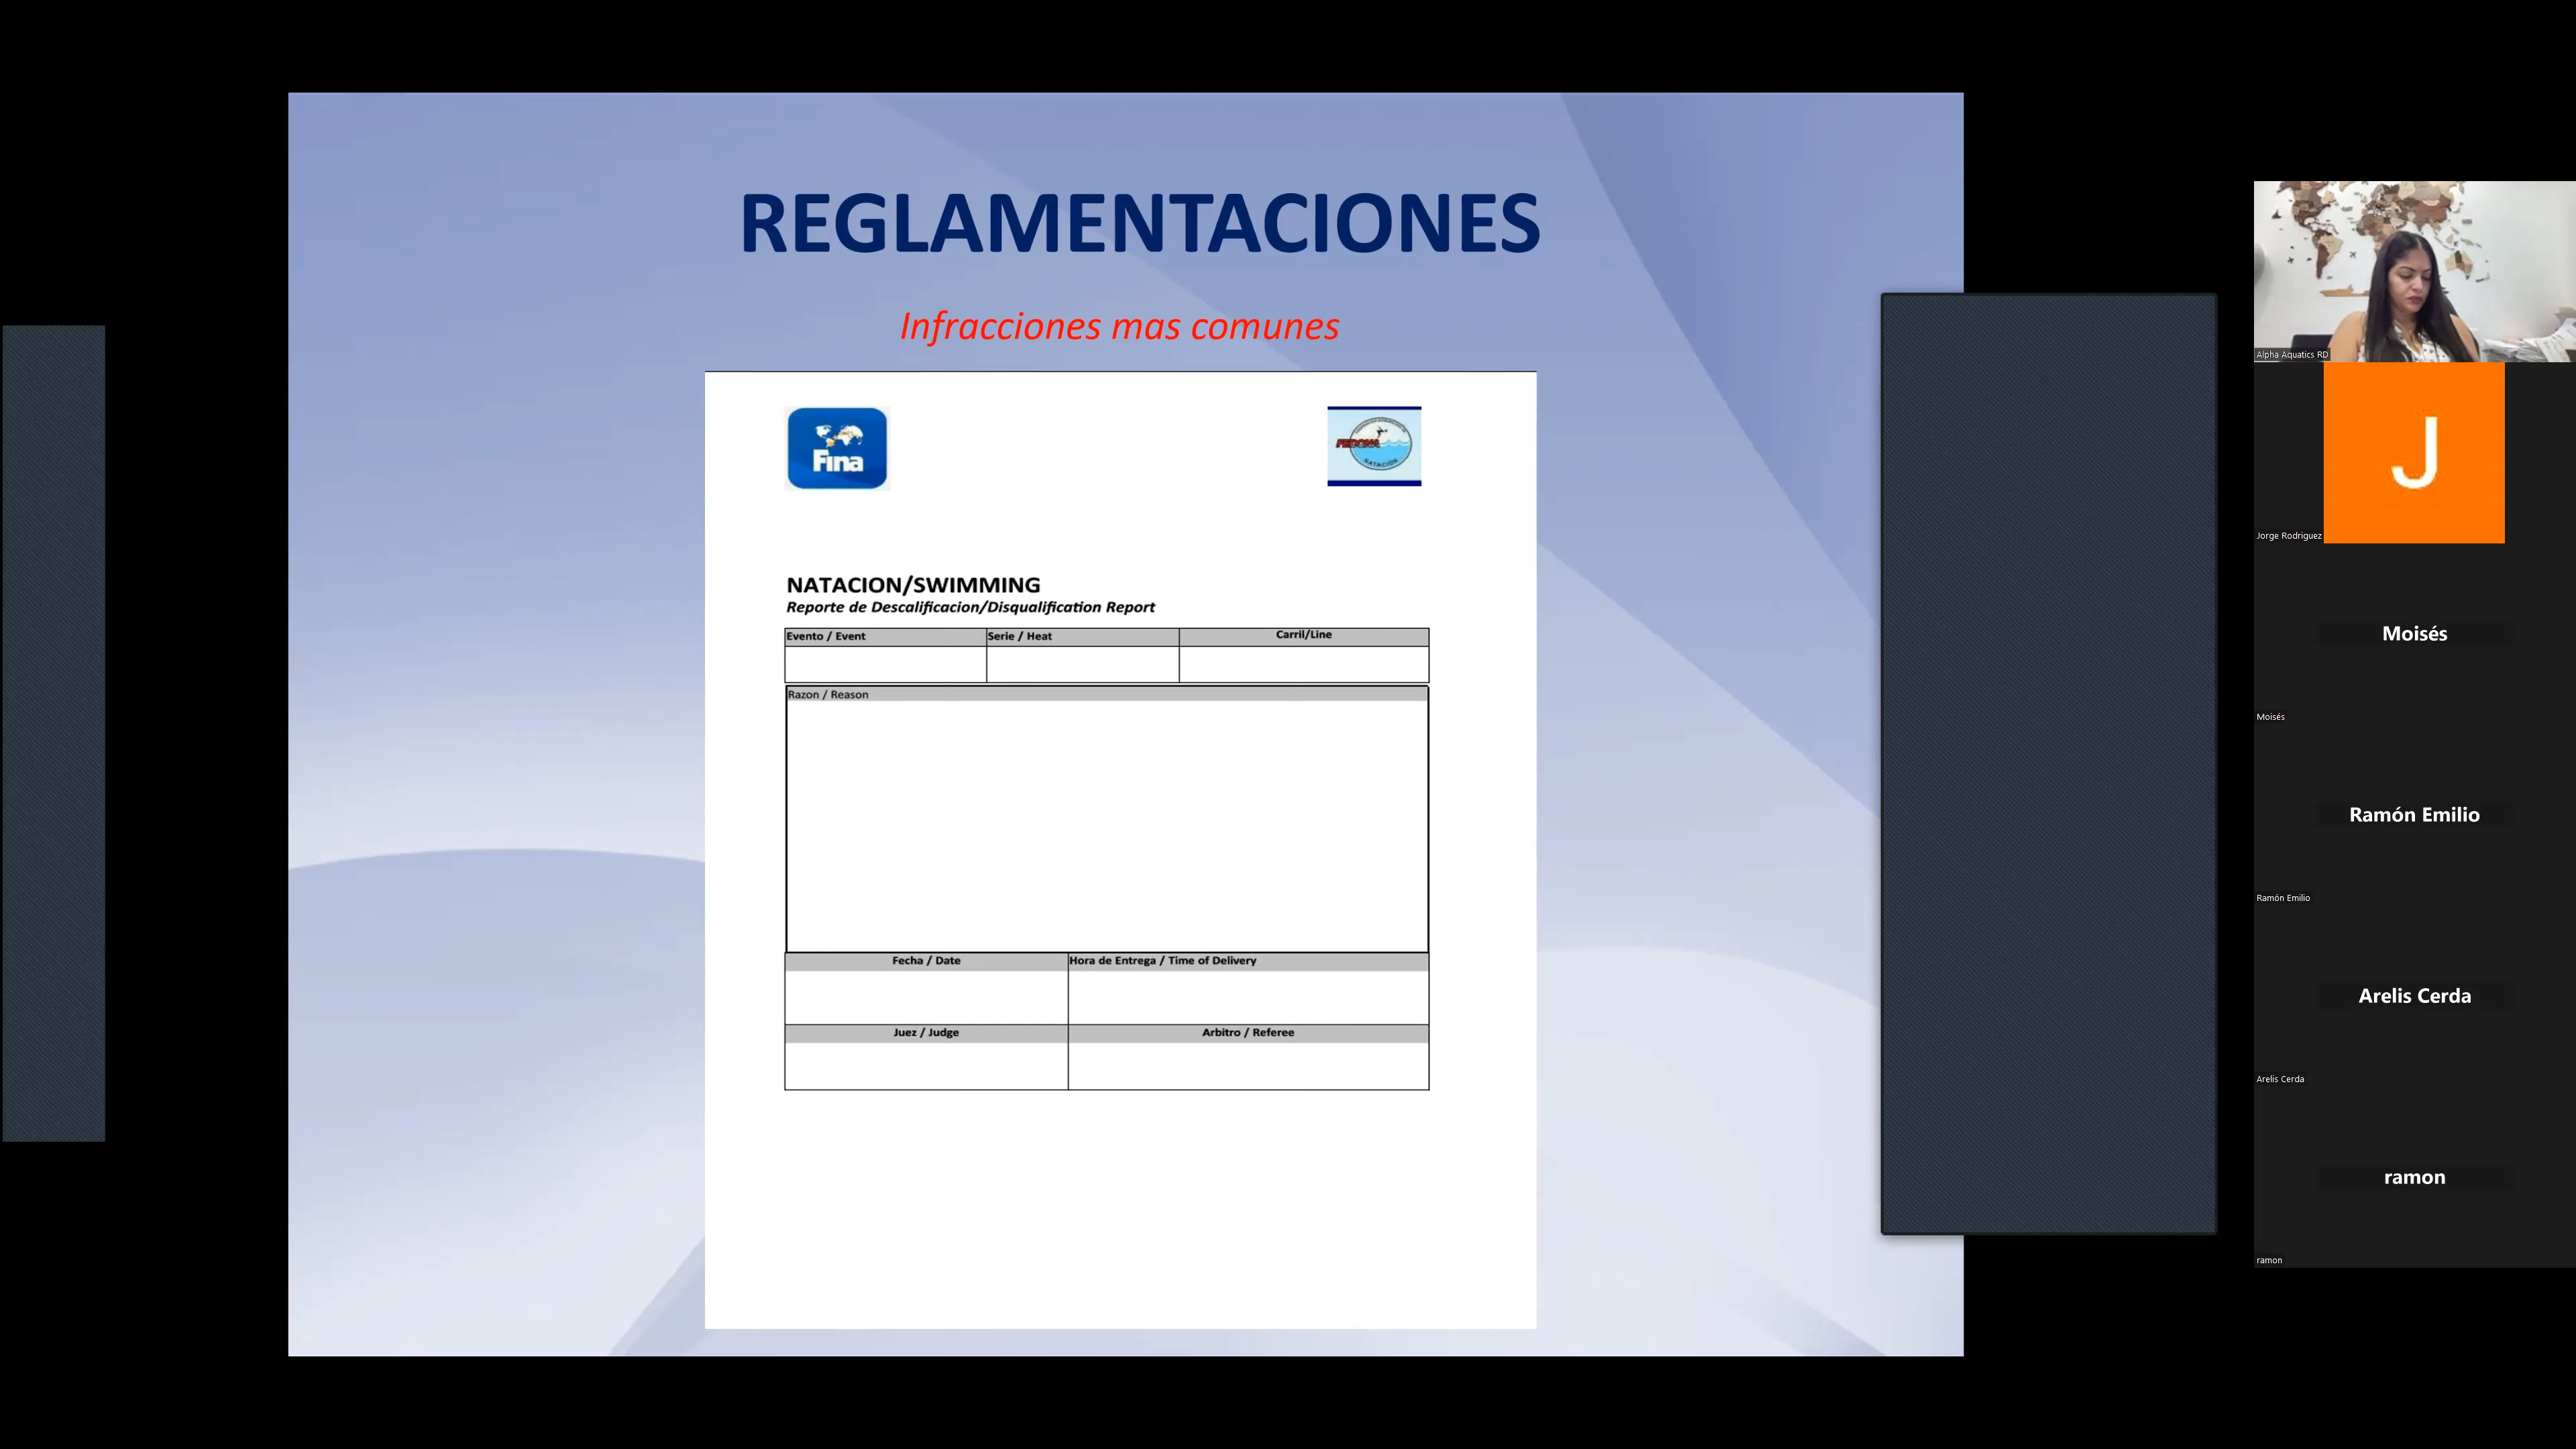 REGLAMENTACIONES
Infracciones mas comunes
Fina
FEDONA
NATACIÓN
NATACION/SWIMMING
Reporte de Descalificacion/Disqualification Report
Evento / Event
Serie / Heat
Carril/Line
Razon / Reason
Fecha / Date
Hora de Entrega / Time of Delivery
Juez / Judge
Arbitro / Referee
Alpha Aquatics RD
J
Jorge Rodriguez
Moisés
Moisés
Ramón Emilio
Ramón Emilio
Arelis Cerda
Arelis Cerda
ramon
ramon